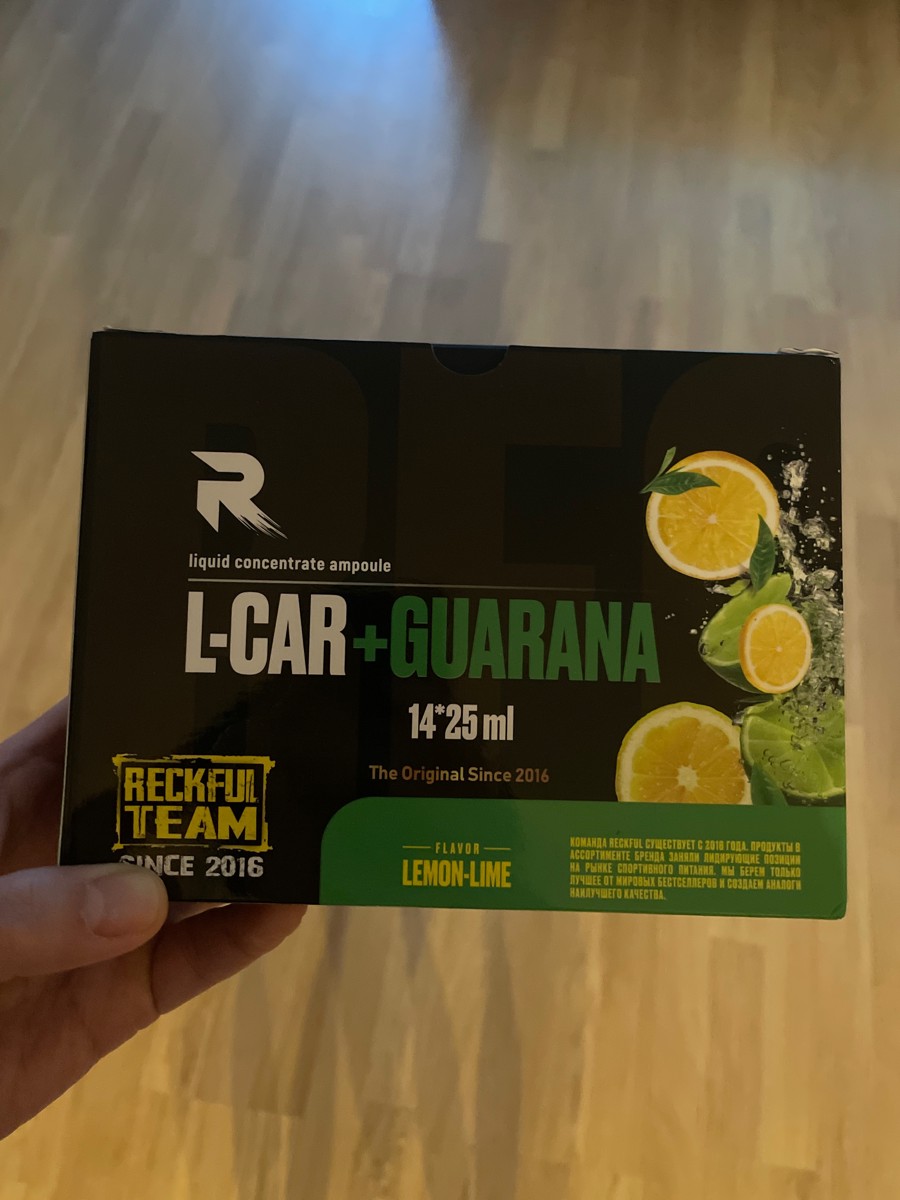 liquid concentrate ampoule
L-CAR+GUARANA
14*25 ml
The Original Since 2016
RECKFUL
TEAM
SINCE 2016
FLAVOR
LEMON-LIME
КОМАНДА RECKFUL СУЩЕСТВУЕТ С 2016 ГОДА. ПРОДУКТЫ В
АССОРТИМЕНТЕ БРЕНДА ЗАНЯЛИ ЛИДИРУЮЩИЕ ПОЗИЦИИ
НА РЫНКЕ СПОРТИВНОГО ПИТАНИЯ. МЫ БЕРЕМ ТОЛЬКО
ЛУЧШЕЕ ОТ МИРОВЫХ БЕСТСЕЛЛЕРОВ И СОЗДАЕМ АНАЛОГИ
НАИЛУЧШЕГО КАЧЕСТВА.